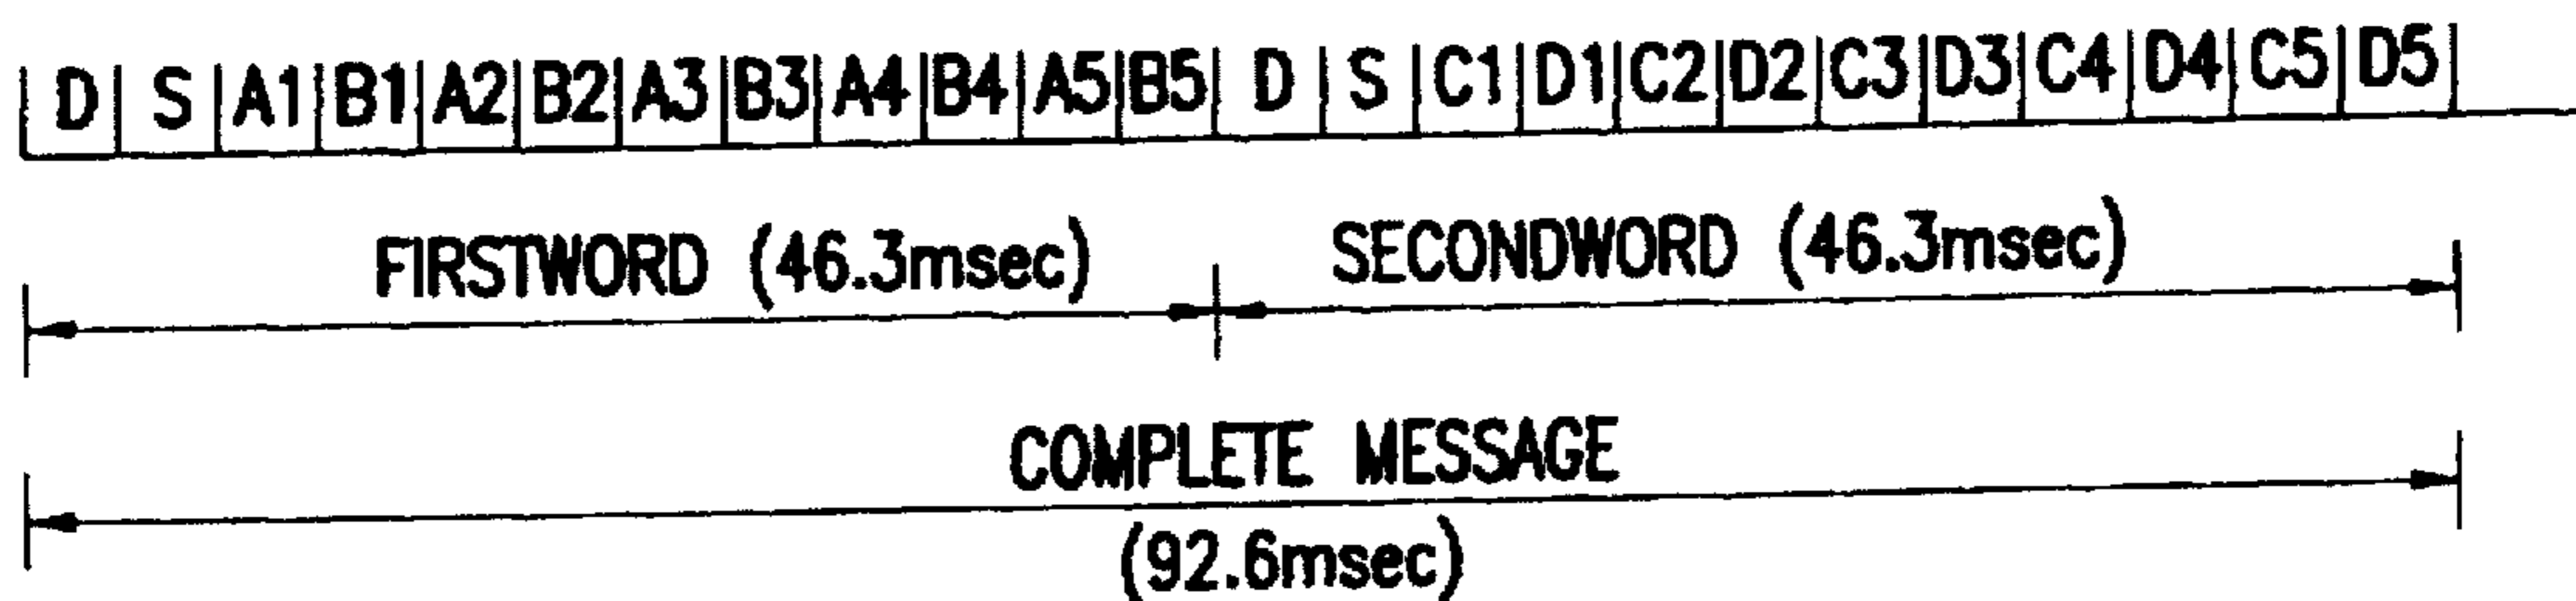 D S A1 B1 A2 B2 A3 B3 A4 B4 A5 B5 D S C1 D1 C2 D2 C3 D3 C4 D4 C5 D5
FIRSTWORD (46.3msec) SECONDWORD (46.3msec)
COMPLETE MESSAGE
(92.6msec)